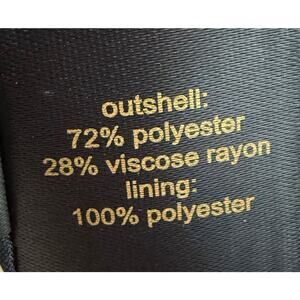 outshell:
72% polyester
28% viscose rayon
lining:
100% polyester